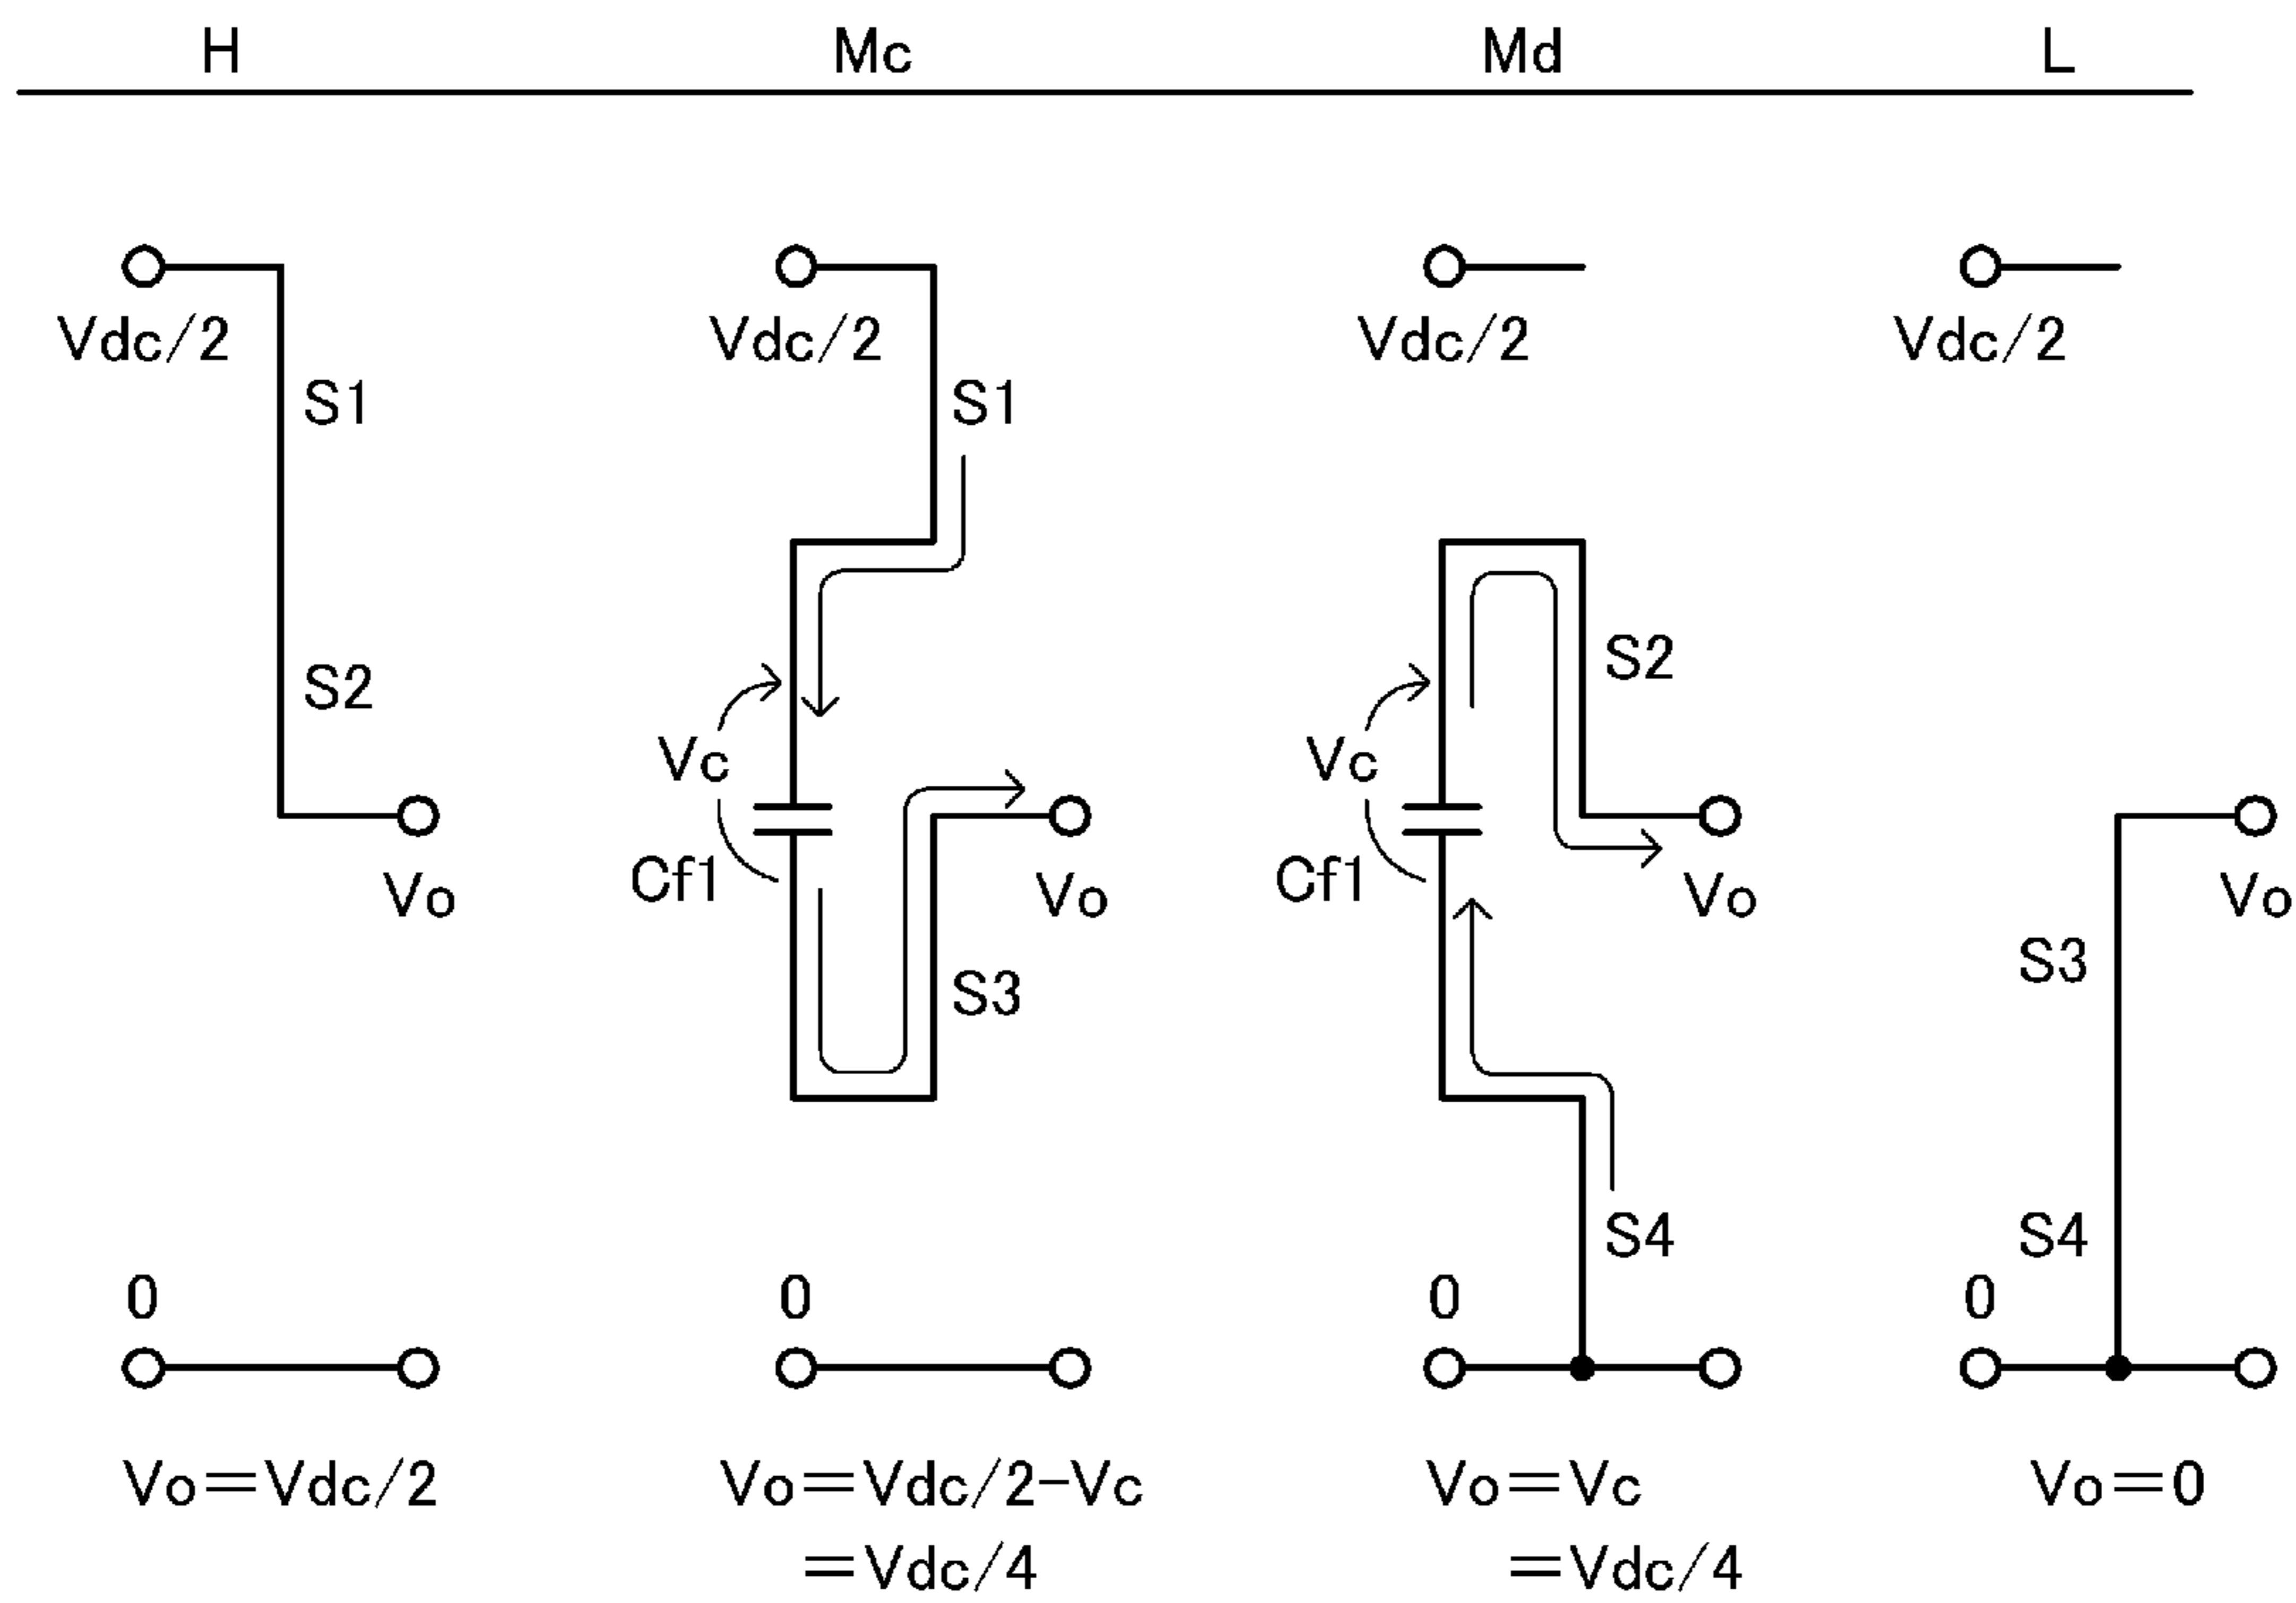 H Mc Md L
Vdc/2 Vdc/2 Vdc/2 Vdc/2
S1 S1
S2 S2
Vc Vc
Cf1 Cf1
Vo Vo Vo Vo
S3 S3
S4 S4
0 0 0 0
Vo=Vdc/2 Vo=Vdc/2-Vc Vo=Vc Vo=0
=Vdc/4 =Vdc/4